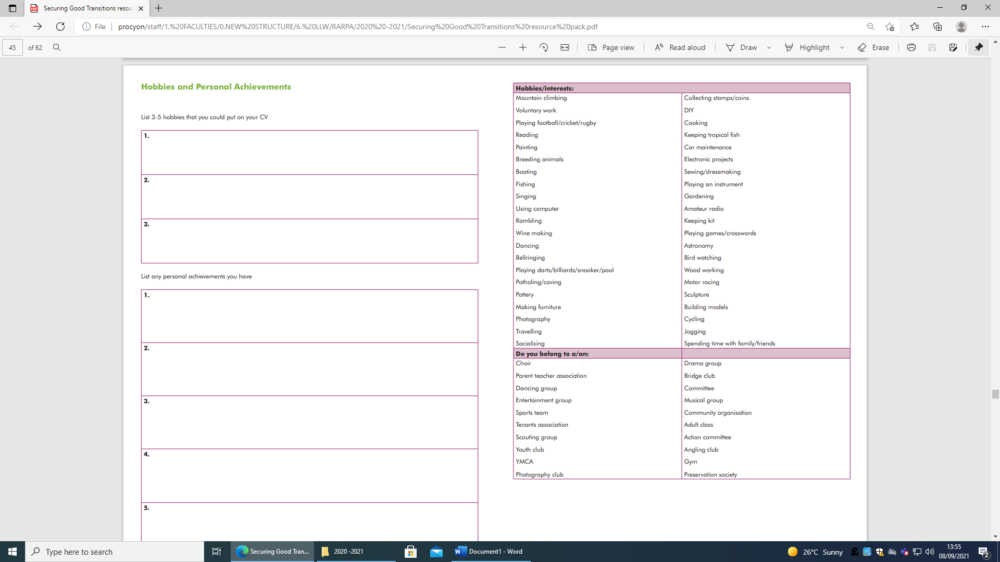 Securing Good Transitions resou
File
procyon/staff/1.%20FACULTIES/0.NEW%20STRUCTURE/6.%20LLW/RARPA/2020%20-2021/Securing%20Good%20Transitions%20resource%20pack.pdf
45 of 62
Page view
Read aloud
Draw
Highlight
Erase
Hobbies and Personal Achievements
List 3-5 hobbies that you could put on your CV
1.
2.
3.
List any personal achievements you have
1.
2.
3.
4.
5.
Hobbies/interests:
Mountain climbing Collecting stamps/coins
Voluntary work DIY
Playing football/cricket/rugby Cooking
Reading Keeping tropical fish
Painting Car maintenance
Breeding animals Electronic projects
Boating Sewing/dressmaking
Fishing Playing an instrument
Singing Gardening
Using computer Amateur radio
Rambling Keeping kit
Wine making Playing games/crosswords
Dancing Astronomy
Bellringing Bird watching
Playing darts/billiards/snooker/pool Wood working
Potholing/caving Motor racing
Pottery Sculpture
Making furniture Building models
Photography Cycling
Travelling Jogging
Socialising Spending time with family/friends
Do you belong to a/an:
Choir Drama group
Parent teacher association Bridge club
Dancing group Committee
Entertainment group Musical group
Sports team Community organisation
Tenants association Adult class
Scouting group Action committee
Youth club Angling club
YMCA Gym
Photography club Preservation society
Type here to search
Securing Good Tran...
2020 -2021
Document1 - Word
26°C Sunny
13:55
08/09/2021
2